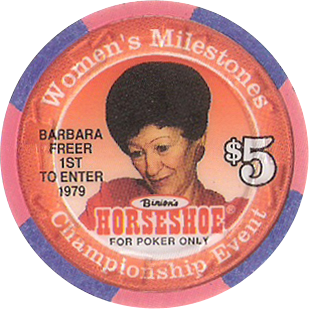 Women's Milestones
BARBARA
FREER
1ST
TO ENTER
1979
$5
Binion's
HORSESHOE®
FOR POKER ONLY
Championship Event